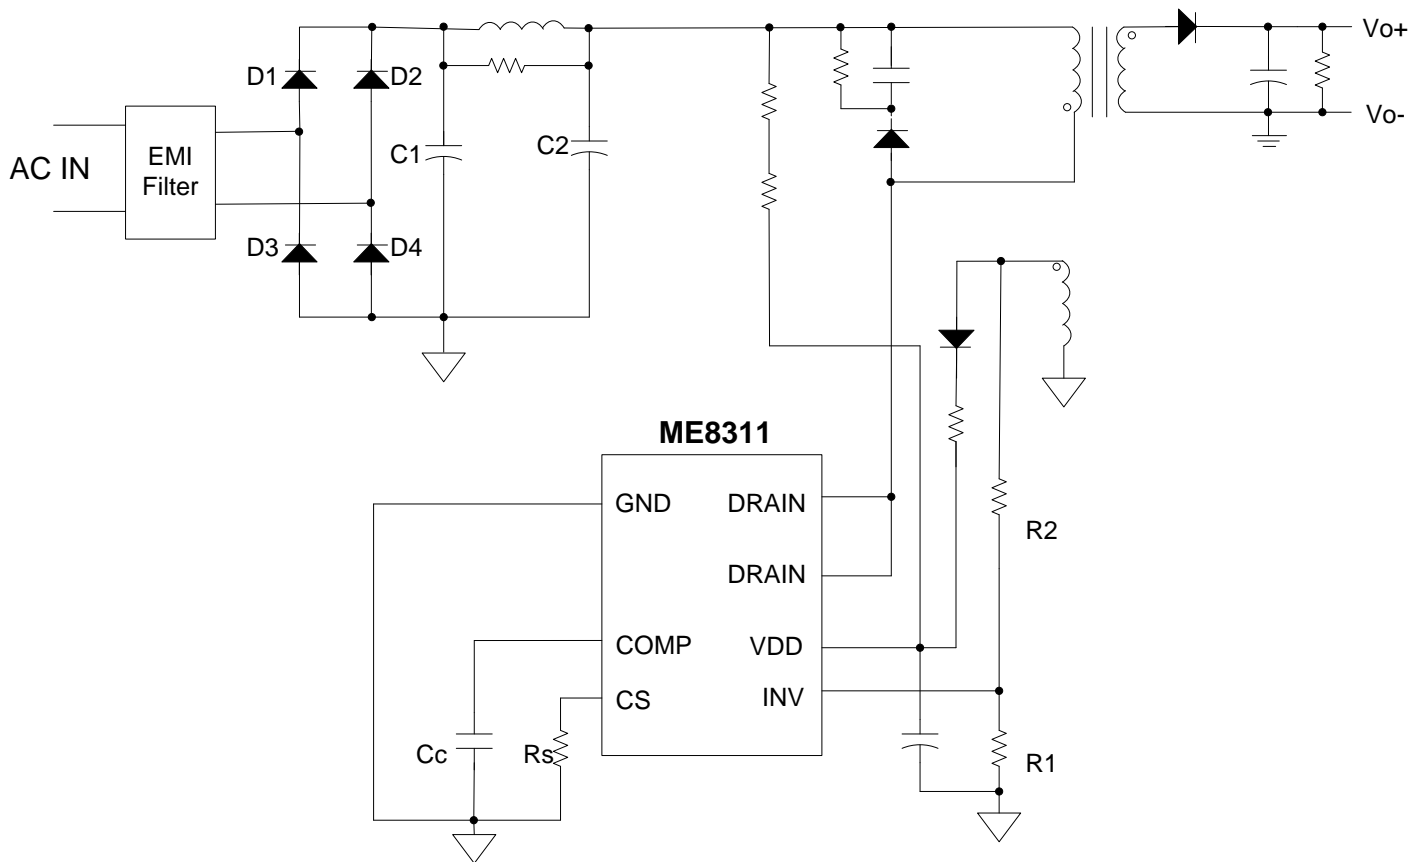 Vo+
D1
D2
Vo-
C1
C2
AC IN
EMI
Filter
D3
D4
ME8311
GND
DRAIN
R2
DRAIN
COMP
VDD
CS
INV
Cc
Rs
R1